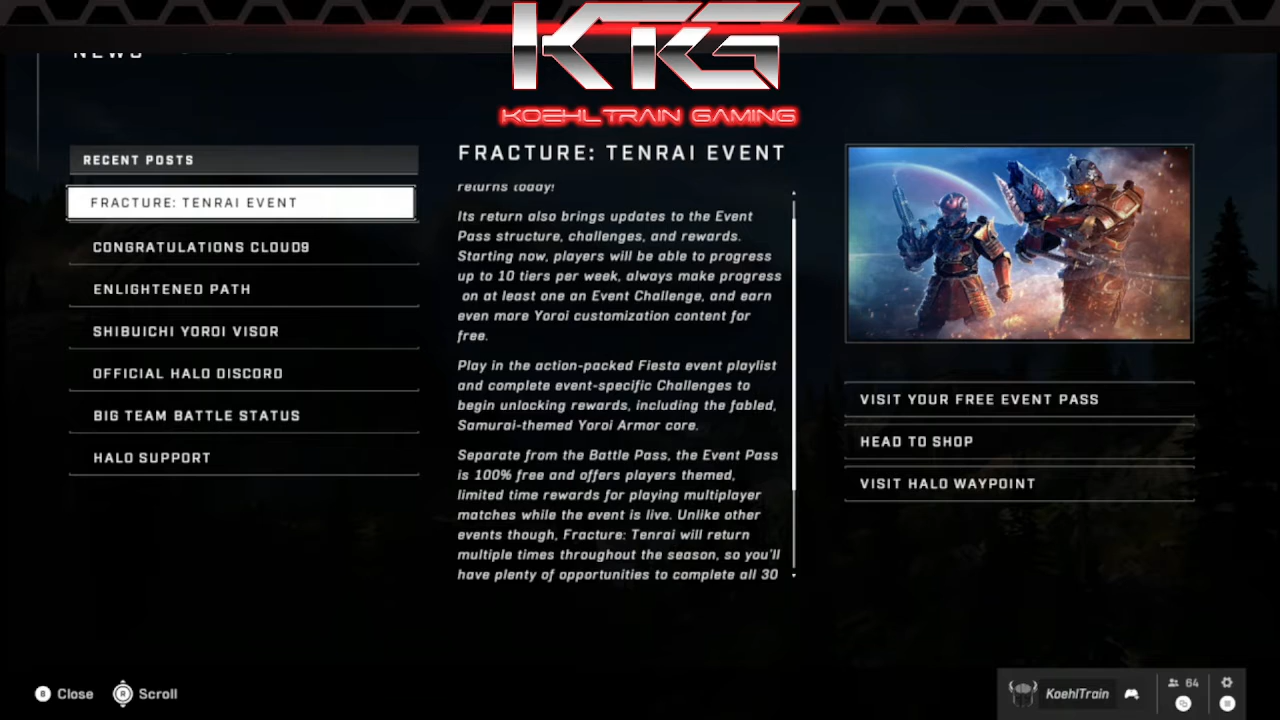 KTG
KOEHLTRAIN GAMING
NEWS
RECENT POSTS
FRACTURE: TENRAI EVENT
CONGRATULATIONS CLOUD9
ENLIGHTENED PATH
SHIBUICHI YOROI VISOR
OFFICIAL HALO DISCORD
BIG TEAM BATTLE STATUS
HALO SUPPORT
FRACTURE: TENRAI EVENT
returns today!
Its return also brings updates to the Event
Pass structure, challenges, and rewards.
Starting now, players will be able to progress
up to 10 tiers per week, always make progress
on at least one an Event Challenge, and earn
even more Yoroi customization content for
free.
Play in the action-packed Fiesta event playlist
and complete event-specific Challenges to
begin unlocking rewards, including the fabled,
Samurai-themed Yoroi Armor core.
Separate from the Battle Pass, the Event Pass
is 100% free and offers players themed,
limited time rewards for playing multiplayer
matches while the event is live. Unlike other
events though, Fracture: Tenrai will return
multiple times throughout the season, so you'll
have plenty of opportunities to complete all 30
VISIT YOUR FREE EVENT PASS
HEAD TO SHOP
VISIT HALO WAYPOINT
B Close R Scroll
KoehlTrain 64